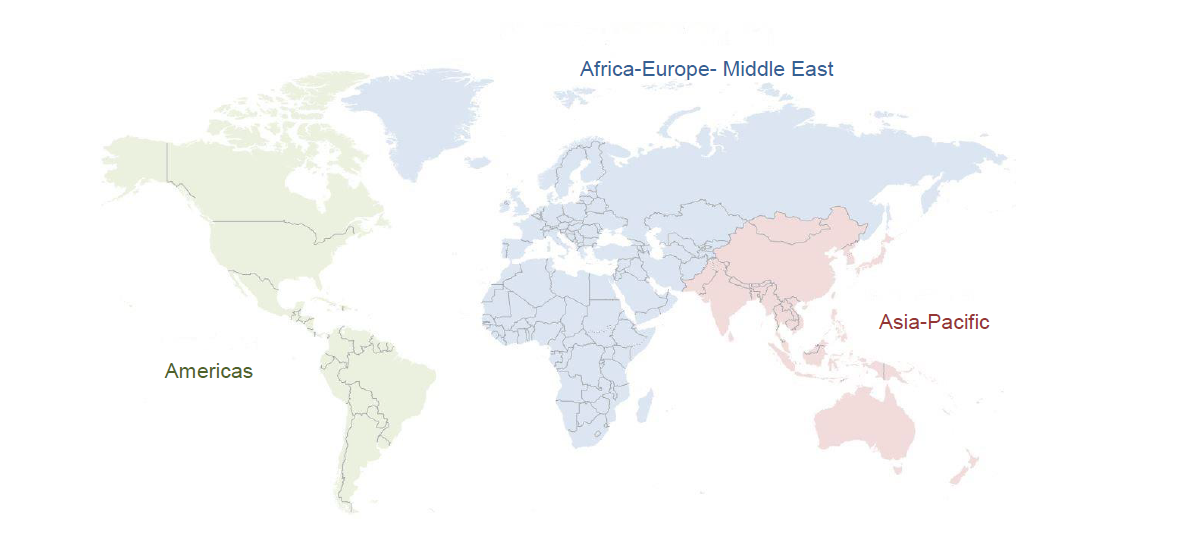 Africa-Europe- Middle East
Asia-Pacific
Americas